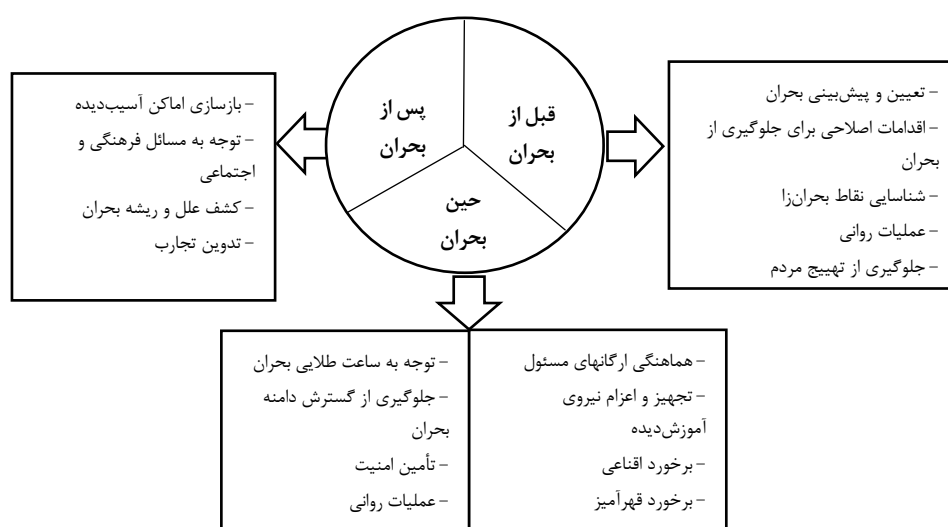 قبل از
بحران
حین
بحران
پس از
بحران
- تعیین و پیش‌بینی بحران
- اقدامات اصلاحی برای جلوگیری از
بحران
- شناسایی نقاط بحران‌زا
- عملیات روانی
- جلوگیری از تهییج مردم
- هماهنگی ارگانهای مسئول
- تجهیز و اعزام نیروی
آموزش‌دیده
- برخورد اقناعی
- برخورد قهرآمیز
- توجه به ساعت طلایی بحران
- جلوگیری از گسترش دامنه
بحران
- تأمین امنیت
- عملیات روانی
- بازسازی اماکن آسیب‌دیده
- توجه به مسائل فرهنگی و
اجتماعی
- کشف علل و ریشه بحران
- تدوین تجارب